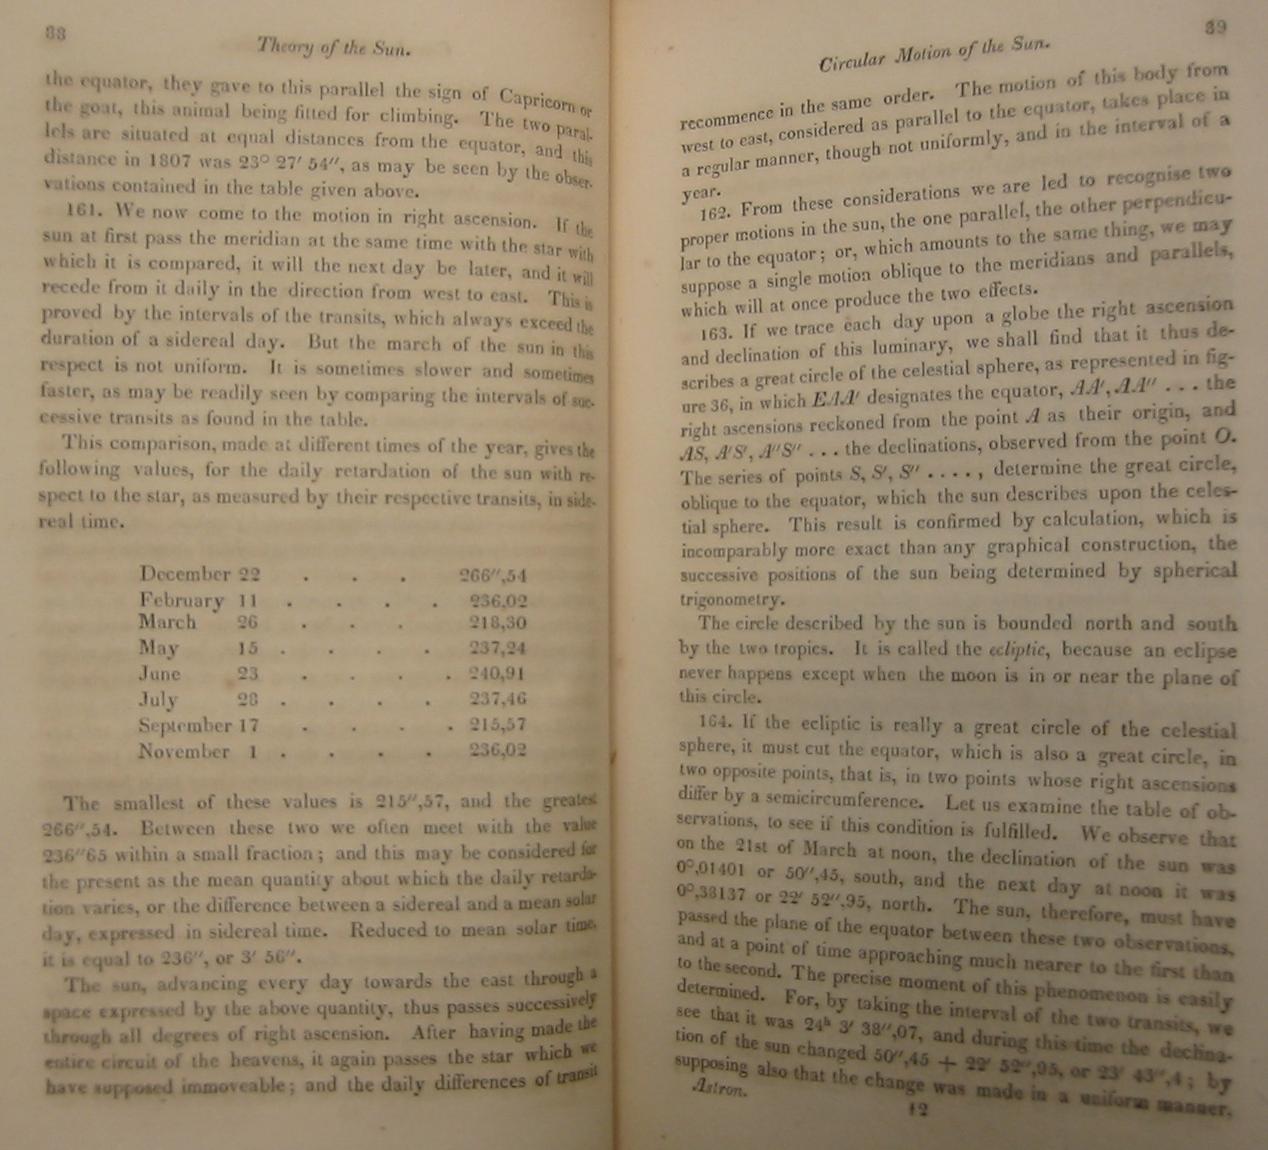 88
Theory of the Sun.
the equator, they gave to this parallel the sign of Capricorn or
the goat, this animal being fitted for climbing. The two paral-
lels are situated at equal distances from the equator, and this
distance in 1807 was 23° 27′ 54″, as may be seen by the obser-
vations contained in the table given above.
161. We now come to the motion in right ascension. If the
sun at first pass the meridian at the same time with the star with
which it is compared, it will the next day be later, and it will
recede from it daily in the direction from west to east. This is
proved by the intervals of the transits, which always exceed the
duration of a sidereal day. But the march of the sun in this
respect is not uniform. It is sometimes slower and sometimes
faster, as may be readily seen by comparing the intervals of suc-
cessive transits as found in the table.
This comparison, made at different times of the year, gives the
following values, for the daily retardation of the sun with re-
spect to the star, as measured by their respective transits, in side-
real time.
December 22 . . . 266″,54
February 11 . . . . 236,02
March 26 . . . 218,30
May 15 . . . . 237,24
June 23 . . . . 240,91
July 28 . . . . 237,46
September 17 . . . . 215,57
November 1 . . . . 236,02
The smallest of these values is 215″,57, and the greatest
266″,54. Between these two we often meet with the value
236″65 within a small fraction; and this may be considered for
the present as the mean quantity about which the daily retarda-
tion varies, or the difference between a sidereal and a mean solar
day, expressed in sidereal time. Reduced to mean solar time,
it is equal to 236″, or 3′ 56″.
The sun, advancing every day towards the east through a
space expressed by the above quantity, thus passes successively
through all degrees of right ascension. After having made the
entire circuit of the heavens, it again passes the star which we
have supposed immoveable; and the daily differences of transit
89
Circular Motion of the Sun.
recommence in the same order. The motion of this body from
west to east, considered as parallel to the equator, takes place in
a regular manner, though not uniformly, and in the interval of a
year.
162. From these considerations we are led to recognise two
proper motions in the sun, the one parallel, the other perpendicu-
lar to the equator; or, which amounts to the same thing, we may
suppose a single motion oblique to the meridians and parallels,
which will at once produce the two effects.
163. If we trace each day upon a globe the right ascension
and declination of this luminary, we shall find that it thus de-
scribes a great circle of the celestial sphere, as represented in fig-
ure 36, in which EAA′ designates the equator, AA′, AA″ . . . the
right ascensions reckoned from the point A as their origin, and
AS, A′S′, A″S″ . . . the declinations, observed from the point O.
The series of points S, S′, S″ . . . . , determine the great circle,
oblique to the equator, which the sun describes upon the celes-
tial sphere. This result is confirmed by calculation, which is
incomparably more exact than any graphical construction, the
successive positions of the sun being determined by spherical
trigonometry.
The circle described by the sun is bounded north and south
by the two tropics. It is called the ecliptic, because an eclipse
never happens except when the moon is in or near the plane of
this circle.
164. If the ecliptic is really a great circle of the celestial
sphere, it must cut the equator, which is also a great circle, in
two opposite points, that is, in two points whose right ascensions
differ by a semicircumference. Let us examine the table of ob-
servations, to see if this condition is fulfilled. We observe that
on the 21st of March at noon, the declination of the sun was
0°,01401 or 50″,45, south, and the next day at noon it was
0°,38137 or 22′ 52″,95, north. The sun, therefore, must have
passed the plane of the equator between these two observations,
and at a point of time approaching much nearer to the first than
to the second. The precise moment of this phenomenon is easily
determined. For, by taking the interval of the two transits, we
see that it was 24h 3′ 38″,07, and during this time the declina-
tion of the sun changed 50″,45 + 22′ 52″,95, or 23′ 43″,4; by
supposing also that the change was made in a uniform manner.
Astron.
12